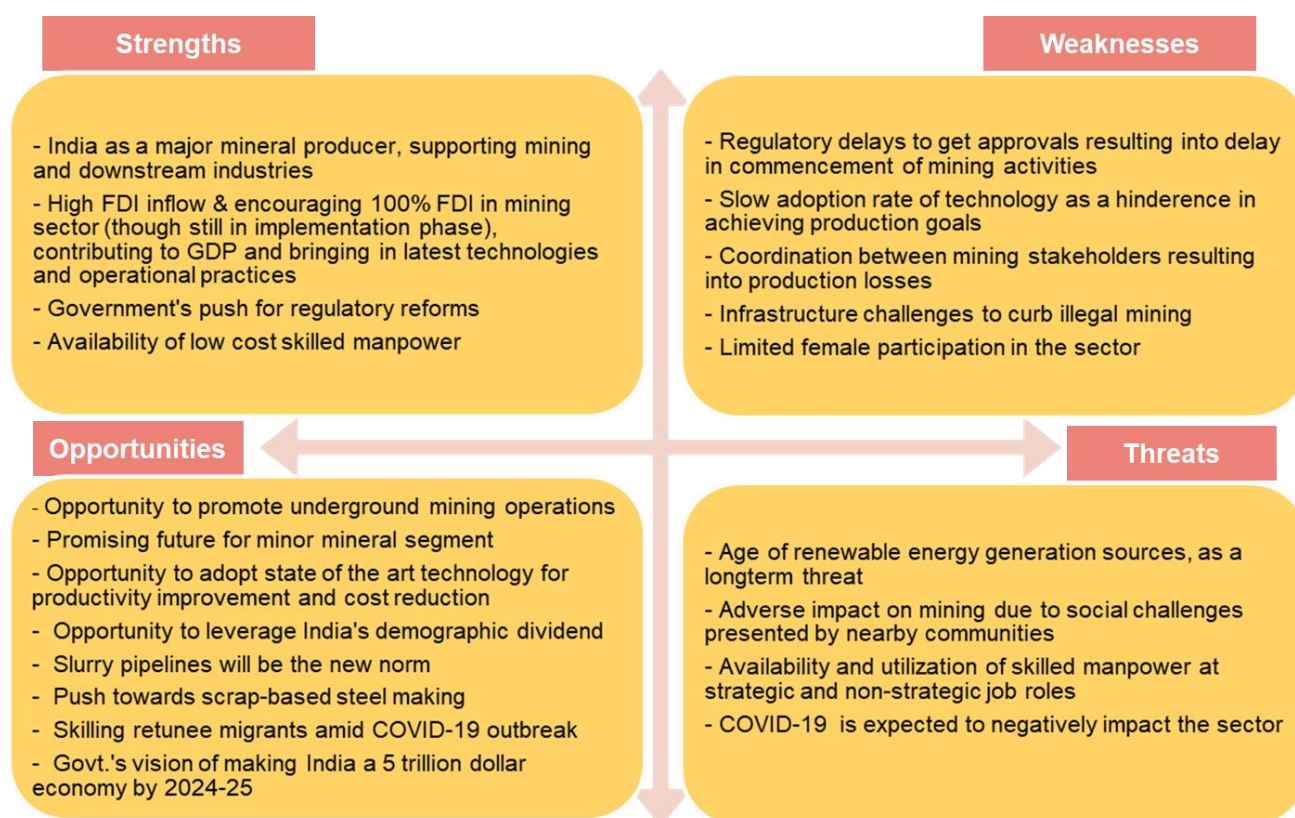 Strengths
- India as a major mineral producer, supporting mining
and downstream industries
- High FDI inflow & encouraging 100% FDI in mining
sector (though still in implementation phase),
contributing to GDP and bringing in latest technologies
and operational practices
- Government's push for regulatory reforms
- Availability of low cost skilled manpower
Weaknesses
- Regulatory delays to get approvals resulting into delay
in commencement of mining activities
- Slow adoption rate of technology as a hinderence in
achieving production goals
- Coordination between mining stakeholders resulting
into production losses
- Infrastructure challenges to curb illegal mining
- Limited female participation in the sector
Opportunities
- Opportunity to promote underground mining operations
- Promising future for minor mineral segment
- Opportunity to adopt state of the art technology for
productivity improvement and cost reduction
- Opportunity to leverage India's demographic dividend
- Slurry pipelines will be the new norm
- Push towards scrap-based steel making
- Skilling retunee migrants amid COVID-19 outbreak
- Govt.'s vision of making India a 5 trillion dollar
economy by 2024-25
Threats
- Age of renewable energy generation sources, as a
longterm threat
- Adverse impact on mining due to social challenges
presented by nearby communities
- Availability and utilization of skilled manpower at
strategic and non-strategic job roles
- COVID-19 is expected to negatively impact the sector